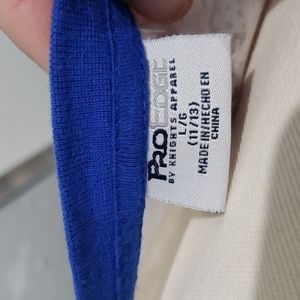 PROEDGE
BY KNIGHTS APPAREL
L/G
(11/13)
MADE IN/HECHO EN
CHINA